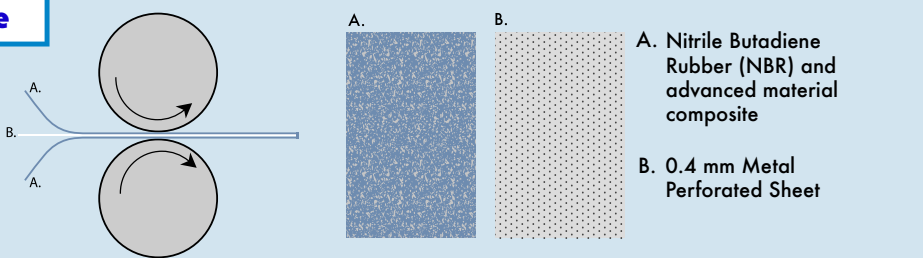 A.
B.
A.
A.
B.
A. Nitrile Butadiene
Rubber (NBR) and
advanced material
composite
B. 0.4 mm Metal
Perforated Sheet